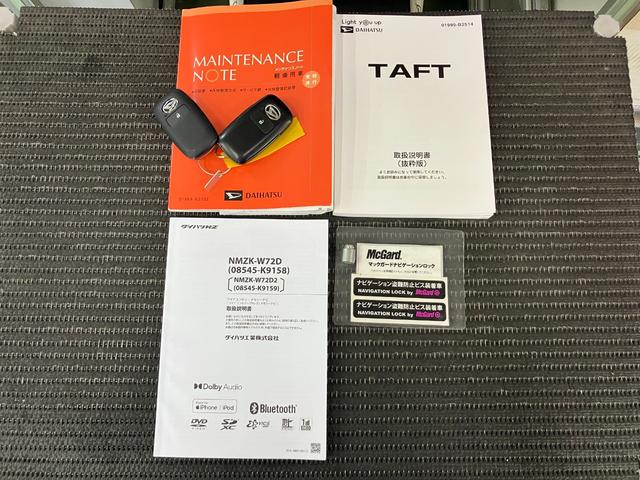 MAINTENANCE
NOTE
メンテナンスノート
軽乗用車
DAIHATSU
Light you up
DAIHATSU
01999-B2514
TAFT
取扱説明書
(抜粋版)
ダイハツ純正
NMZK-W72D
(08545-K9158)
NMZK-W72D2
(08545-K9159)
取扱説明書
ダイハツ工業株式会社
Dolby Audio
iPhone | iPod
Bluetooth
DVD
SD
XC
McGard
マックガードナビゲーションロック
ナビゲーション盗難防止ビス装着車
NAVIGATION LOCK by McGard
ナビゲーション盗難防止ビス装着車
NAVIGATION LOCK by McGard